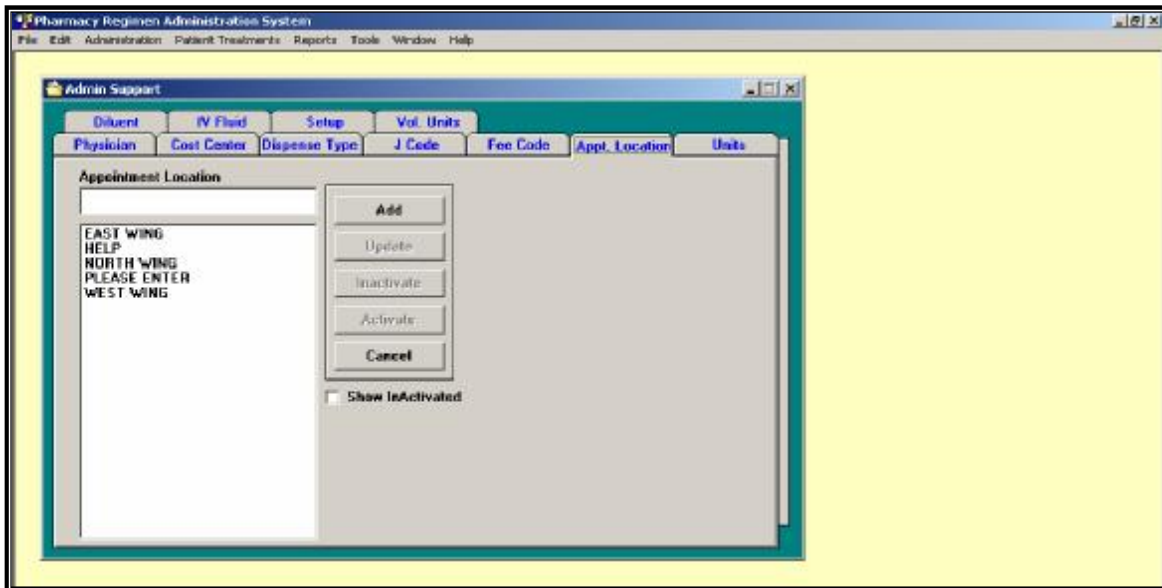 Pharmacy Regimen Administration System
File Edit Administration Patient Treatments Reports Tools Window Help
Admin Support
Diluent IV Fluid Setup Vol. Units
Physician Cost Center Dispense Type J Code Fee Code Appt. Location Units
Appointment Location
Add
EAST WING
HELP
NORTH WING
PLEASE ENTER
WEST WING
Update
Inactivate
Activate
Cancel
Show InActivated